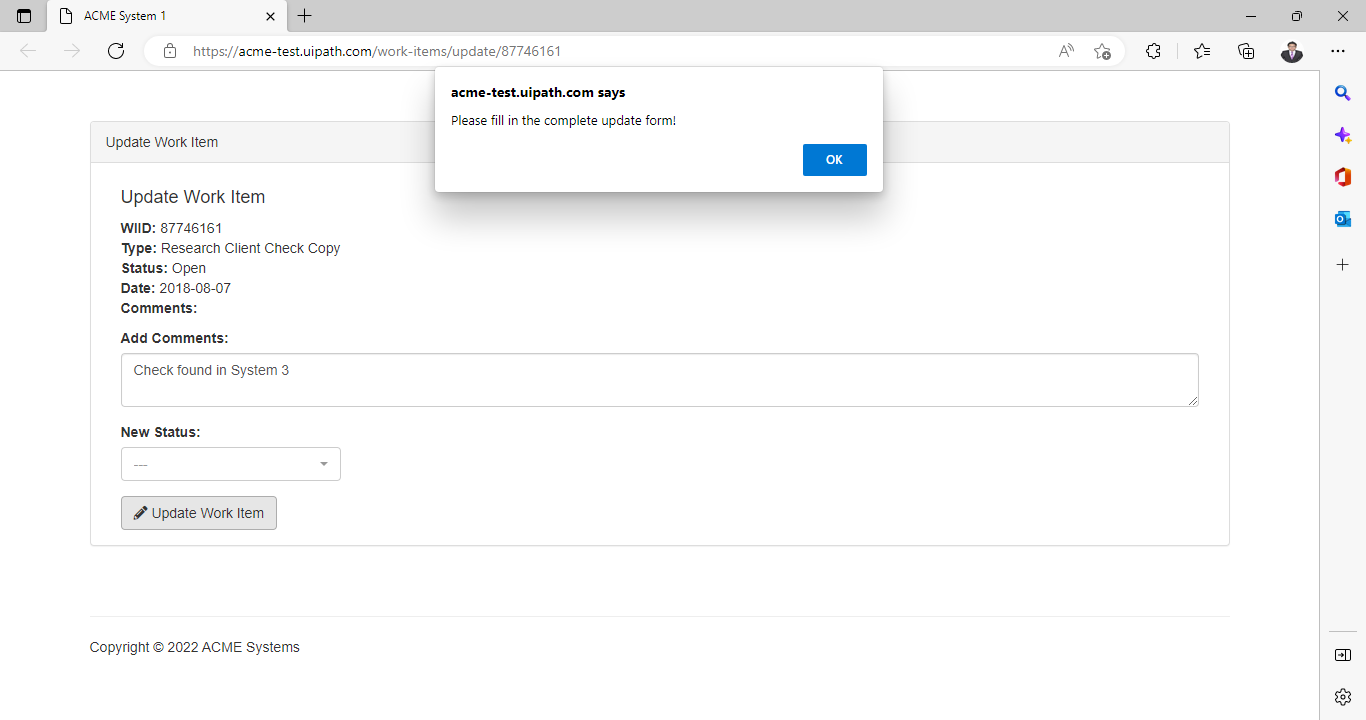 ACME System 1
https://acme-test.uipath.com/work-items/update/87746161
acme-test.uipath.com says
Please fill in the complete update form!
OK
Update Work Item
Update Work Item
WIID: 87746161
Type: Research Client Check Copy
Status: Open
Date: 2018-08-07
Comments:
Add Comments:
Check found in System 3
New Status:
---
Update Work Item
Copyright © 2022 ACME Systems